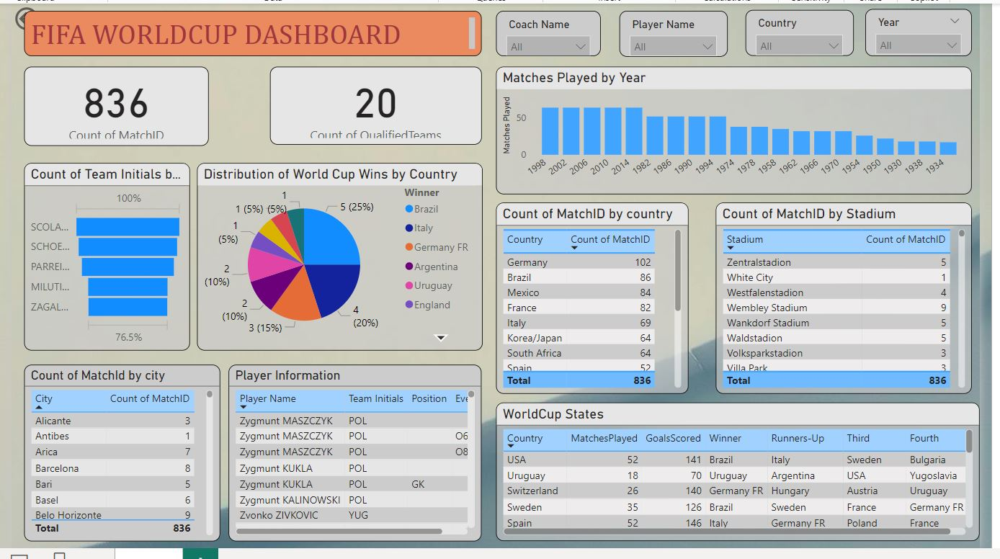 FIFA WORLDCUP DASHBOARD
Coach Name
All
Player Name
All
Country
All
Year
All
836
Count of MatchID
20
Count of QualifiedTeams
Matches Played by Year
Matches Played
50
0
1998 2002 2006 2010 2014 1982 1986 1990 1994 1974 1978 1958 1962 1966 1970 1954 1950 1930 1938 1934
Count of Team Initials b...
100%
SCOLA...
SCHOE...
PARREI...
MILUTI...
ZAGAL...
76.5%
Distribution of World Cup Wins by Country
1
1 (5%) (5%)
5 (25%)
1
(5%)
2
(10%)
2
(10%)
3 (15%)
4
(20%)
Winner
Brazil
Italy
Germany FR
Argentina
Uruguay
England
Count of MatchID by country
Country Count of MatchID
Germany 102
Brazil 86
Mexico 84
France 82
Italy 69
Korea/Japan 64
South Africa 64
Spain 52
Total 836
Count of MatchID by Stadium
Stadium Count of MatchID
Zentralstadion 5
White City 1
Westfalenstadion 4
Wembley Stadium 9
Wankdorf Stadium 5
Waldstadion 5
Volksparkstadion 3
Villa Park 3
Total 836
Count of MatchId by city
City Count of MatchID
Alicante 3
Antibes 1
Arica 7
Barcelona 8
Bari 5
Basel 6
Belo Horizonte 9
Total 836
Player Information
Player Name Team Initials Position Eve
Zygmunt MASZCZYK POL
Zygmunt MASZCZYK POL O6
Zygmunt MASZCZYK POL O8
Zygmunt KUKLA POL
Zygmunt KUKLA POL GK
Zygmunt KALINOWSKI POL
Zvonko ZIVKOVIC YUG
WorldCup States
Country MatchesPlayed GoalsScored Winner Runners-Up Third Fourth
USA 52 141 Brazil Italy Sweden Bulgaria
Uruguay 18 70 Uruguay Argentina USA Yugoslavia
Switzerland 26 140 Germany FR Hungary Austria Uruguay
Sweden 35 126 Brazil Sweden France Germany FR
Spain 52 146 Italy Germany FR Poland France